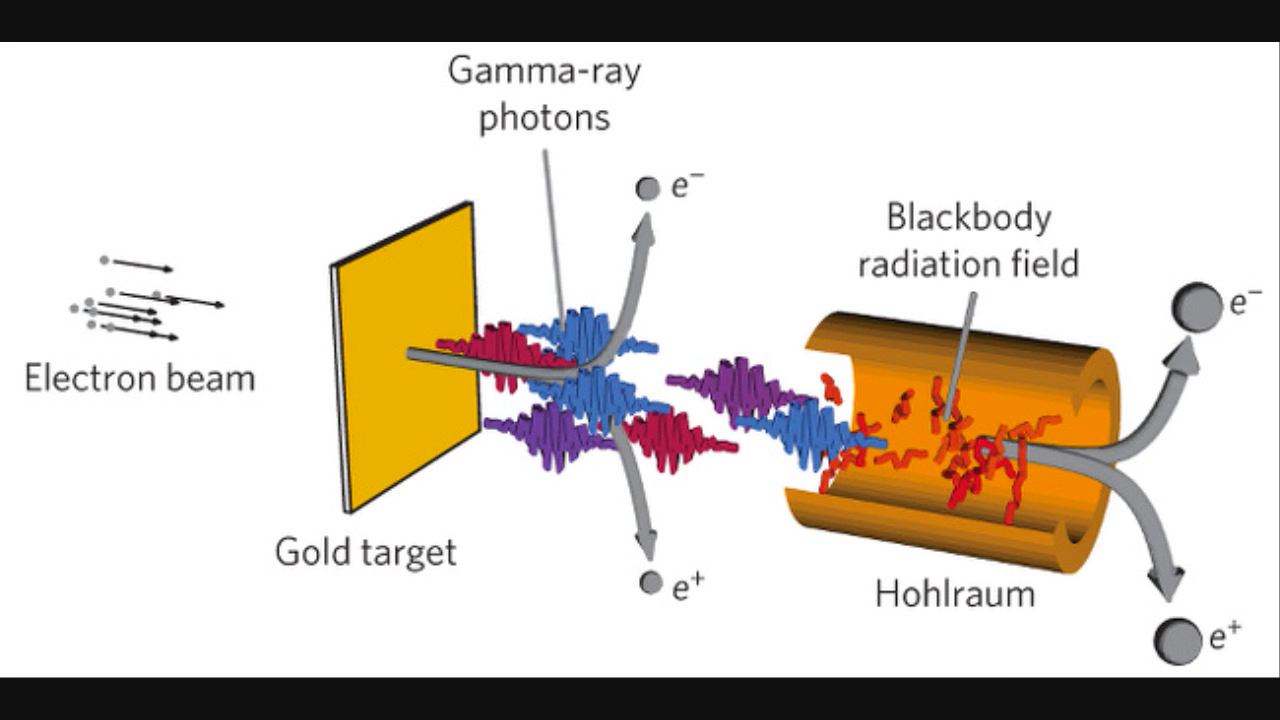 Gamma-ray
photons
e⁻
Blackbody
radiation field
e⁻
Electron beam
Gold target
e⁺
Hohlraum
e⁺